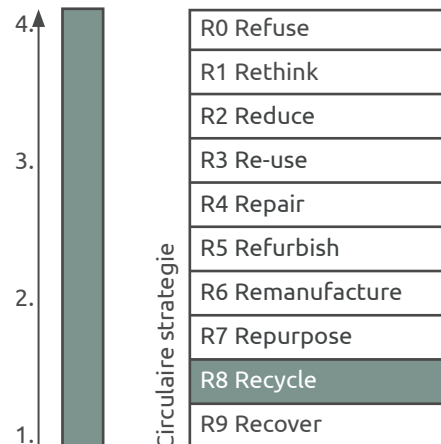 4.
3.
2.
1.
Circulaire strategie
R0 Refuse
R1 Rethink
R2 Reduce
R3 Re-use
R4 Repair
R5 Refurbish
R6 Remanufacture
R7 Repurpose
R8 Recycle
R9 Recover